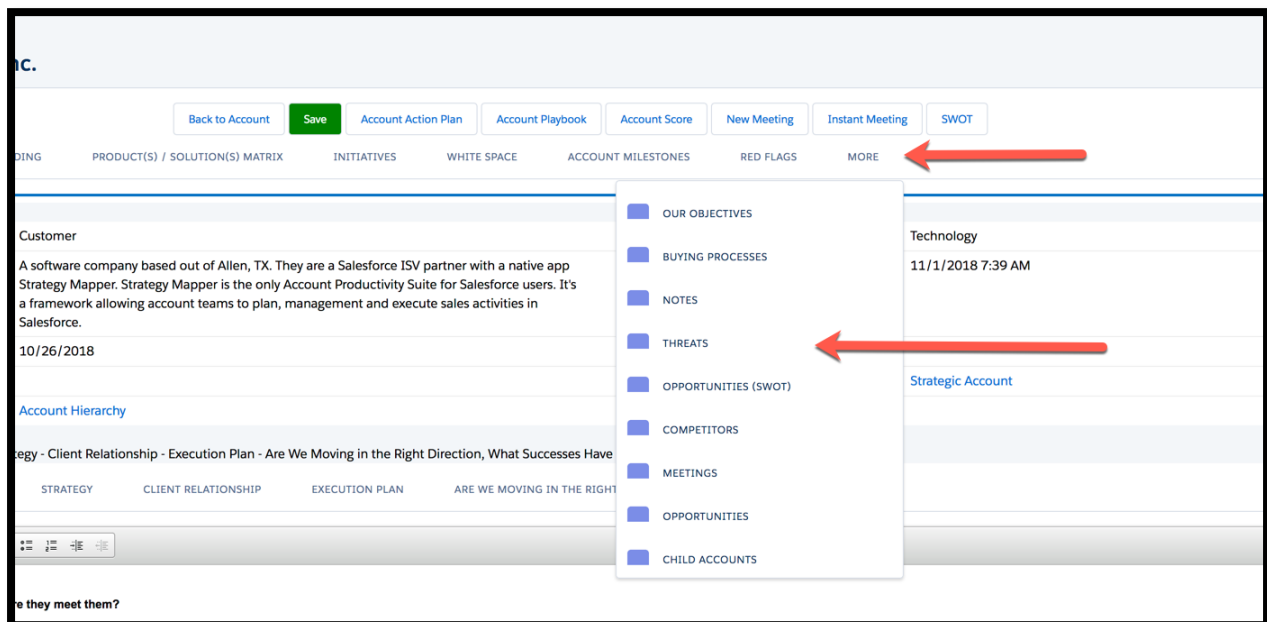 nc.
Back to Account Save Account Action Plan Account Playbook Account Score New Meeting Instant Meeting SWOT
DING PRODUCT(S) / SOLUTION(S) MATRIX INITIATIVES WHITE SPACE ACCOUNT MILESTONES RED FLAGS MORE
OUR OBJECTIVES
BUYING PROCESSES
NOTES
THREATS
OPPORTUNITIES (SWOT)
COMPETITORS
MEETINGS
OPPORTUNITIES
CHILD ACCOUNTS
Customer
Technology
A software company based out of Allen, TX. They are a Salesforce ISV partner with a native app
Strategy Mapper. Strategy Mapper is the only Account Productivity Suite for Salesforce users. It's
a framework allowing account teams to plan, management and execute sales activities in
Salesforce.
11/1/2018 7:39 AM
10/26/2018
Strategic Account
Account Hierarchy
tegy - Client Relationship - Execution Plan - Are We Moving in the Right Direction, What Successes Have
STRATEGY CLIENT RELATIONSHIP EXECUTION PLAN ARE WE MOVING IN THE RIGHT
re they meet them?